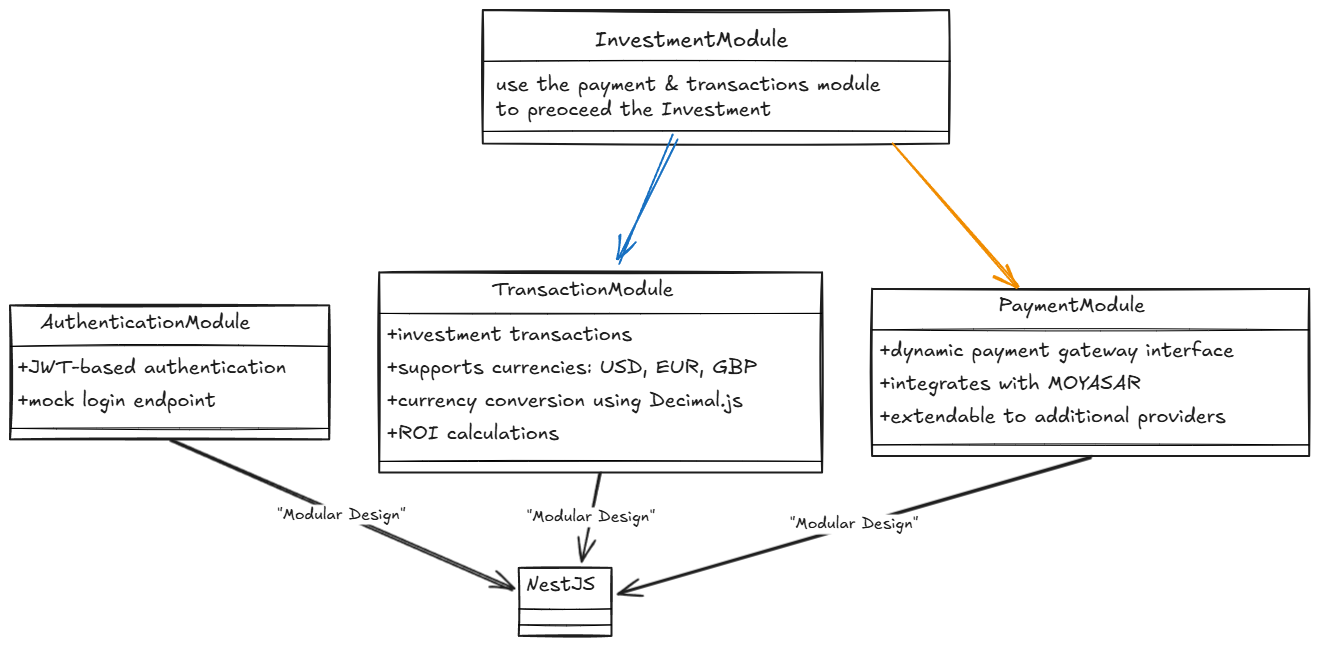 InvestmentModule
use the payment & transactions module
to preoceed the Investment
AuthenticationModule
+JWT-based authentication
+mock login endpoint
TransactionModule
+investment transactions
+supports currencies: USD, EUR, GBP
+currency conversion using Decimal.js
+ROI calculations
PaymentModule
+dynamic payment gateway interface
+integrates with MOYASAR
+extendable to additional providers
"Modular Design"
"Modular Design"
"Modular Design"
NestJS